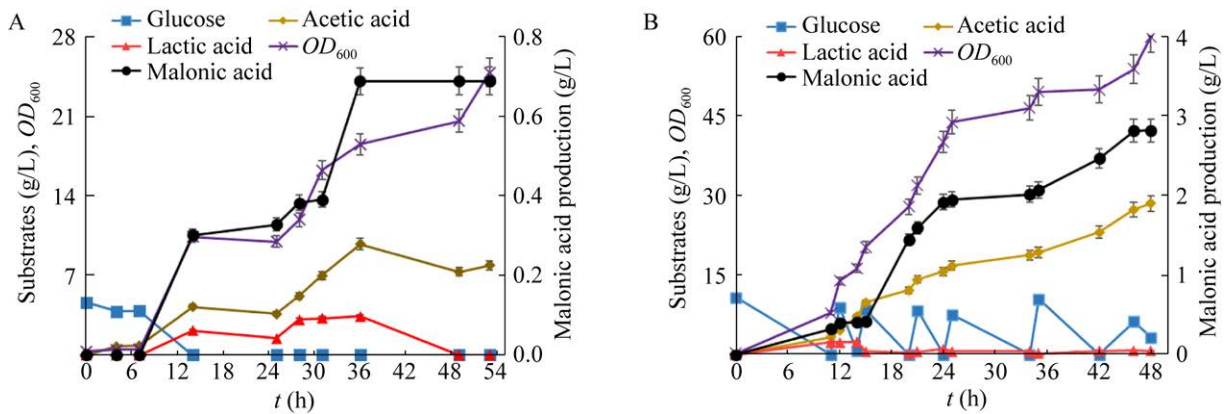 A
Glucose
Acetic acid
Lactic acid
OD600
Malonic acid
28
21
14
7
0
Substrates (g/L), OD600
0.8
0.6
0.4
0.2
0.0
Malonic acid production (g/L)
0 6 12 18 24 30 36 42 48 54
t (h)
B
Glucose
Acetic acid
Lactic acid
OD600
Malonic acid
60
45
30
15
0
Substrates (g/L), OD600
4
3
2
1
0
Malonic acid production (g/L)
0 6 12 18 24 30 36 42 48
t (h)